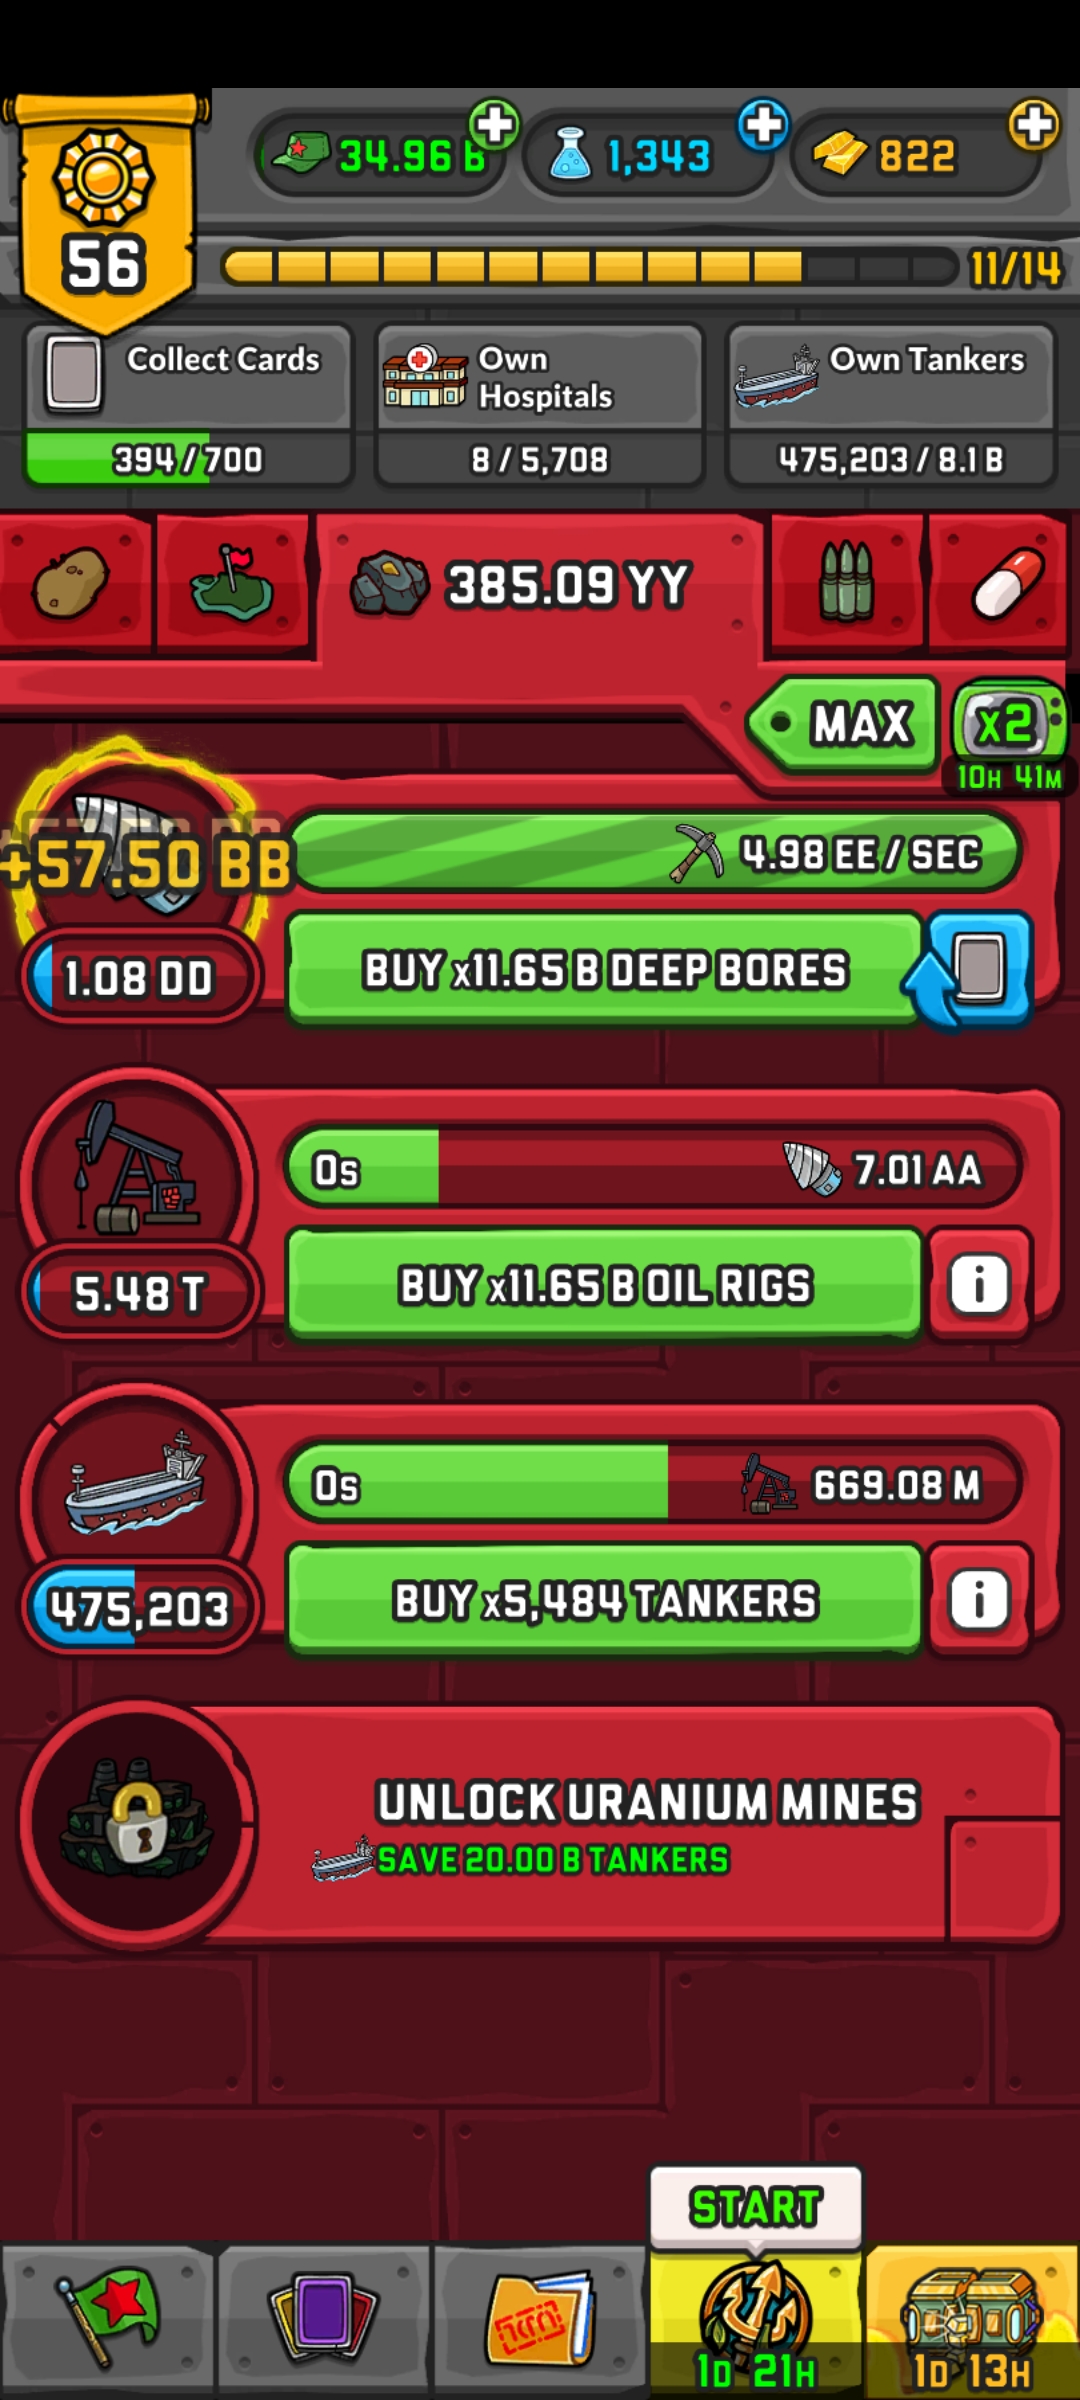 56
34.96 B
1,343
822
11/14
Collect Cards
394/700
Own
Hospitals
8/5,708
Own Tankers
475,203/8.1 B
385.09 YY
MAX
x2
10H 41M
+57.50 BB
4.98 EE/SEC
1.08 DD
BUY x11.65 B DEEP BORES
0s
7.01 AA
5.48 T
BUY x11.65 B OIL RIGS
0s
669.08 M
475,203
BUY x5,484 TANKERS
UNLOCK URANIUM MINES
SAVE 20.00 B TANKERS
START
1D 21H
1D 13H